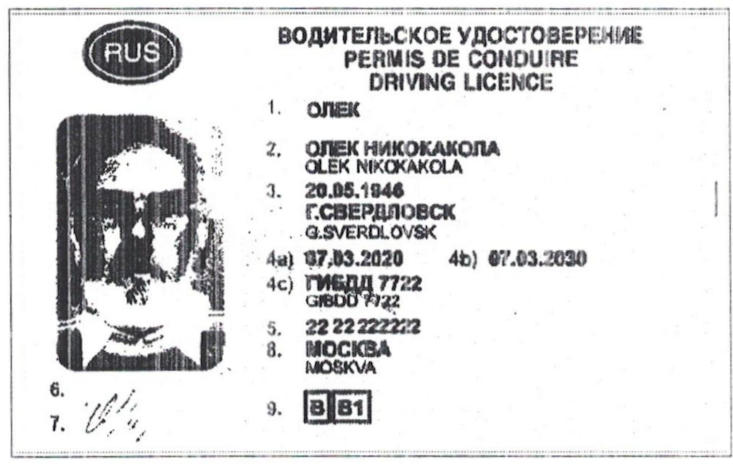 RUS
ВОДИТЕЛЬСКОЕ УДОСТОВЕРЕНИЕ
PERMIS DE CONDUIRE
DRIVING LICENCE
1. ОЛЕК
2. ОЛЕК НИКОКАКОЛА
OLEK NIKOKAKOLA
3. 20.05.1946
Г.СВЕРДЛОВСК
G.SVERDLOVSK
4a) 07.03.2020 4b) 07.03.2030
4c) ГИБДД 7722
GIBDD 7722
5. 22 22 222222
8. МОСКВА
MOSKVA
6.
7.
9. B B1